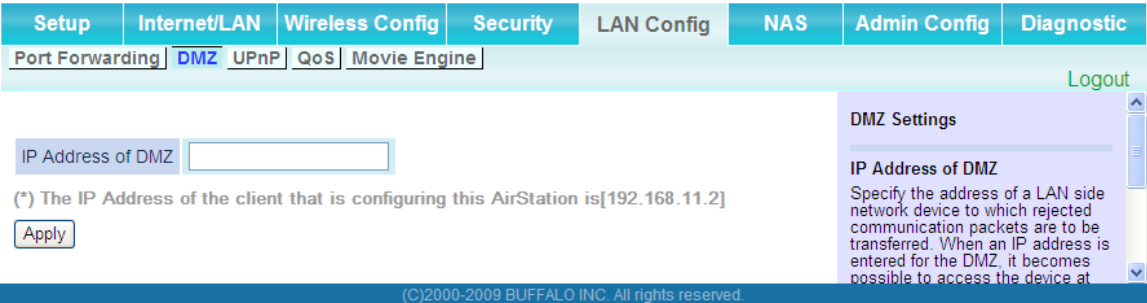 Setup Internet/LAN Wireless Config Security LAN Config NAS Admin Config Diagnostic
Port Forwarding DMZ UPnP QoS Movie Engine
Logout
IP Address of DMZ
(*) The IP Address of the client that is configuring this AirStation is[192.168.11.2]
Apply
DMZ Settings
IP Address of DMZ
Specify the address of a LAN side
network device to which rejected
communication packets are to be
transferred. When an IP address is
entered for the DMZ, it becomes
possible to access the device at
(C)2000-2009 BUFFALO INC. All rights reserved.